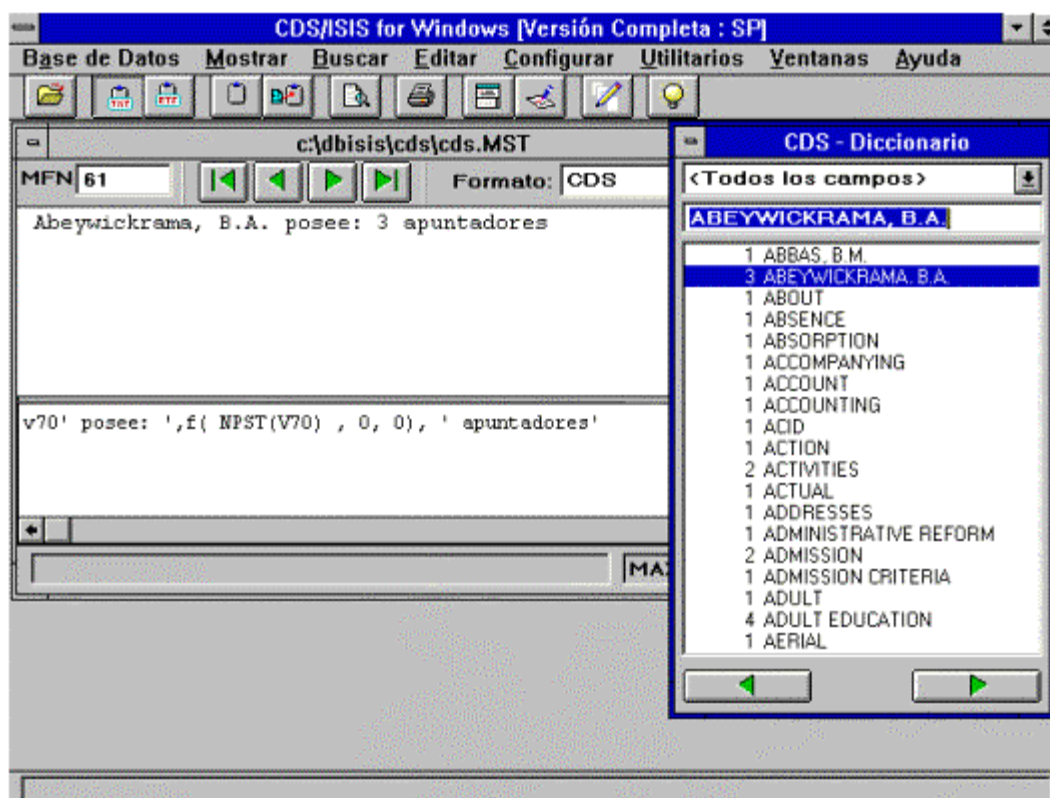 CDS/ISIS for Windows [Versión Completa : SP]
Base de Datos Mostrar Buscar Editar Configurar Utilitarios Ventanas Ayuda
TXT RTF
c:\dbisis\cds\cds.MST
MFN 61 Formato: CDS
Abeywickrama, B.A. posee: 3 apuntadores
v70' posee: ',f( NPST(V70) , 0, 0), ' apuntadores'
MAX
CDS - Diccionario
<Todos los campos>
ABEYWICKRAMA, B.A.
1 ABBAS, B.M.
3 ABEYWICKRAMA, B.A.
1 ABOUT
1 ABSENCE
1 ABSORPTION
1 ACCOMPANYING
1 ACCOUNT
1 ACCOUNTING
1 ACID
1 ACTION
2 ACTIVITIES
1 ACTUAL
1 ADDRESSES
1 ADMINISTRATIVE REFORM
2 ADMISSION
1 ADMISSION CRITERIA
1 ADULT
4 ADULT EDUCATION
1 AERIAL